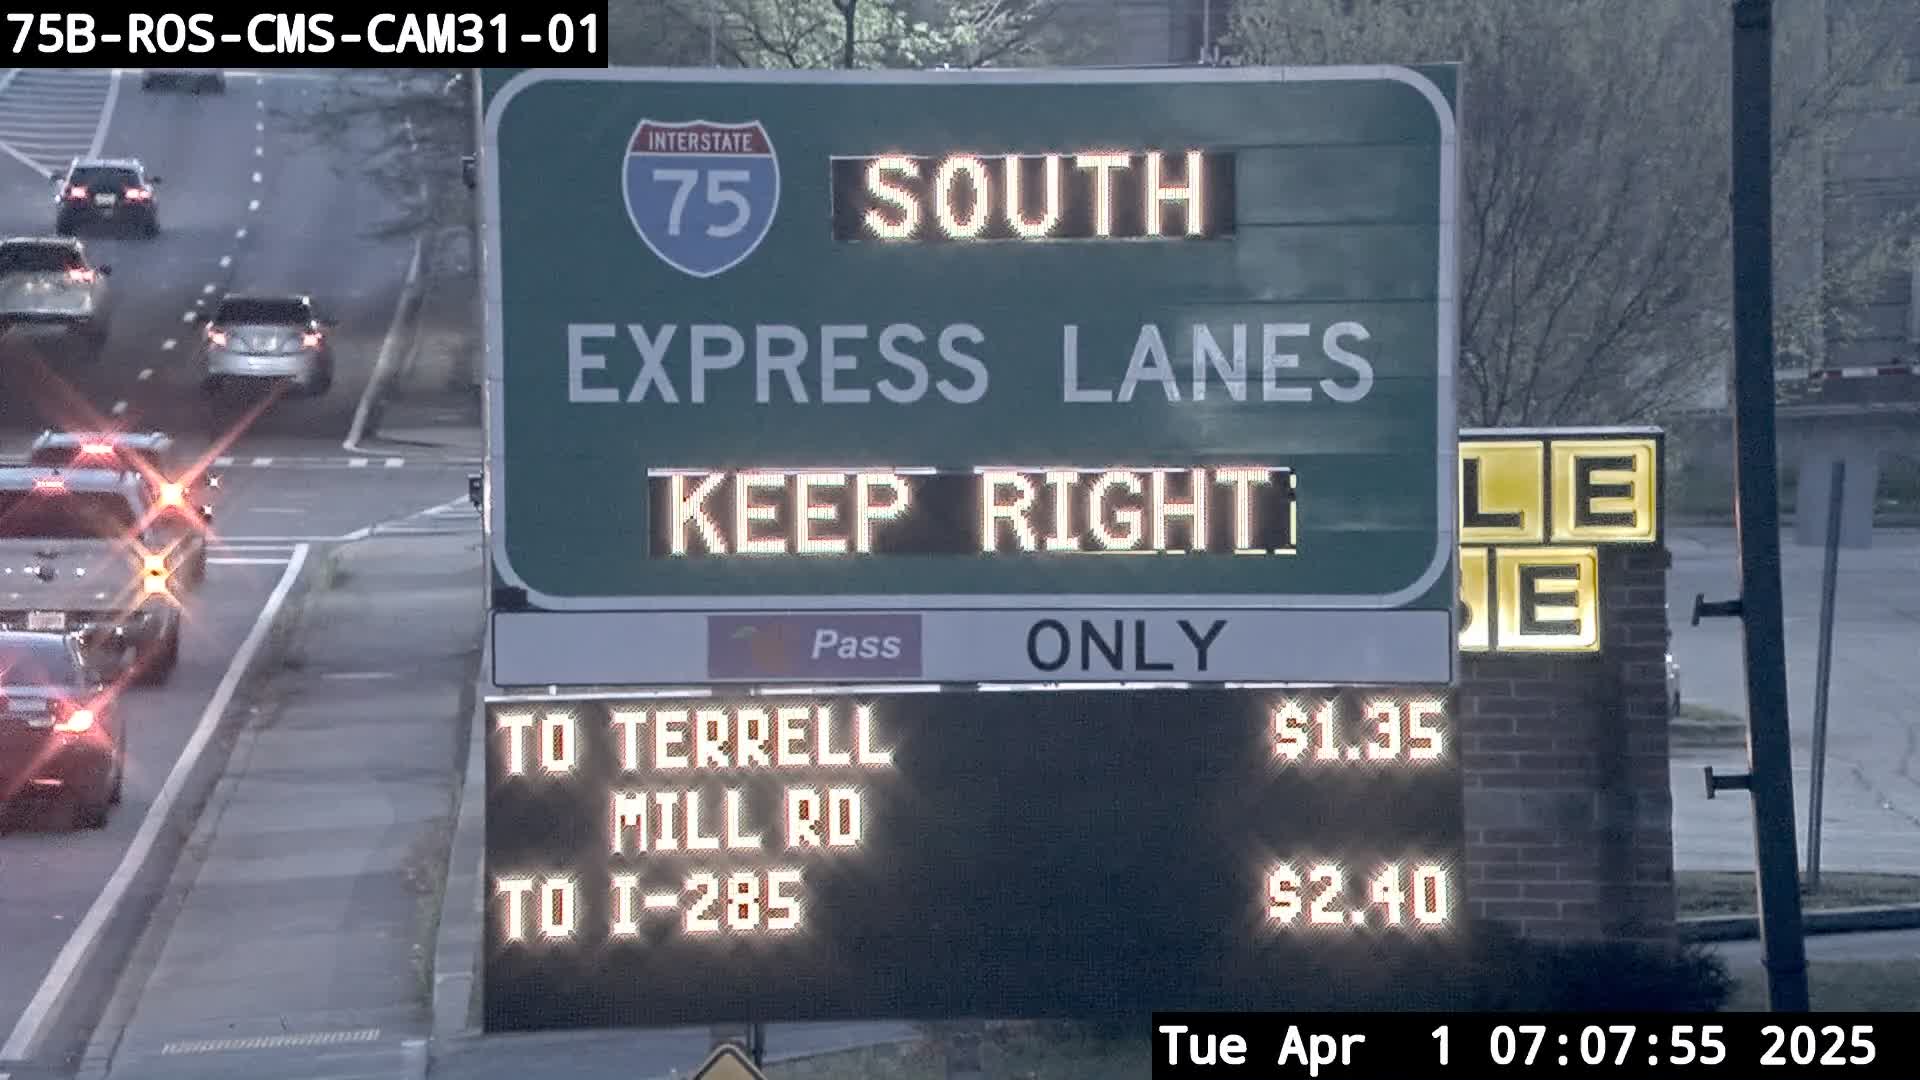 75B-ROS-CMS-CAM31-01
INTERSTATE
75
SOUTH
EXPRESS LANES
KEEP RIGHT
Pass ONLY
TO TERRELL $1.35
MILL RD
TO I-285 $2.40
LE
E
Tue Apr 1 07:07:55 2025